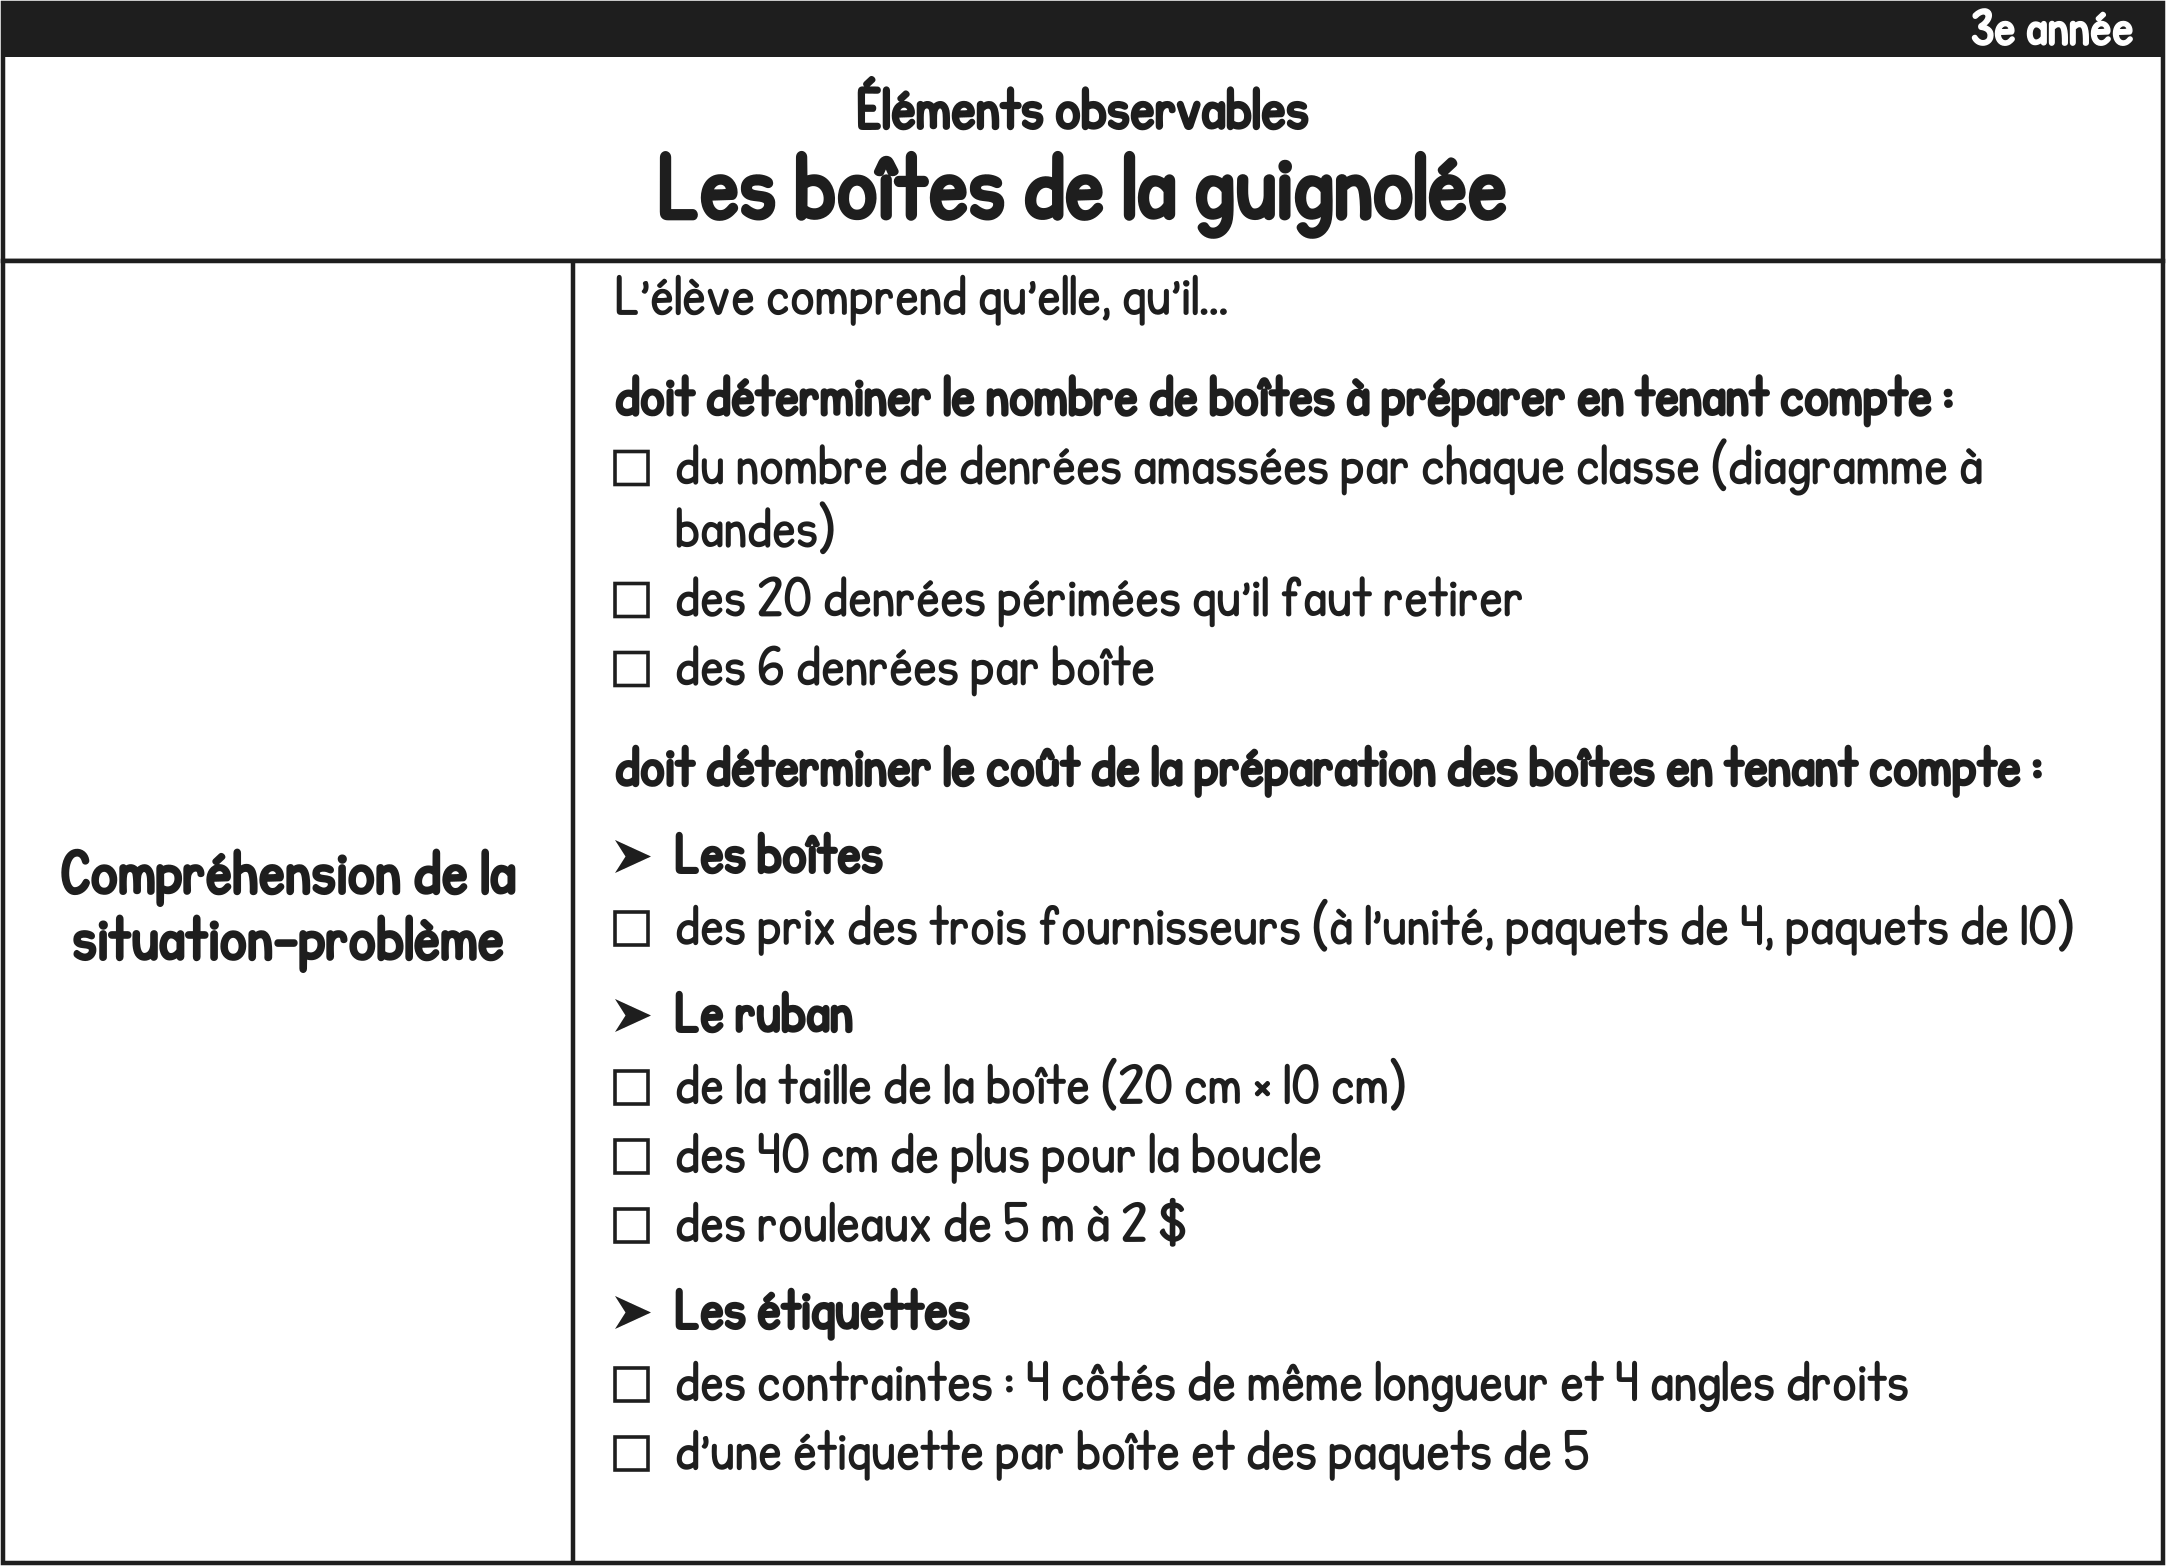 3e année
Éléments observables
Les boîtes de la guignolée
L'élève comprend qu'elle, qu'il...
doit déterminer le nombre de boîtes à préparer en tenant compte :
□ du nombre de denrées amassées par chaque classe (diagramme à
bandes)
□ des 20 denrées périmées qu'il faut retirer
□ des 6 denrées par boîte
doit déterminer le coût de la préparation des boîtes en tenant compte :
➤ Les boîtes
□ des prix des trois fournisseurs (à l'unité, paquets de 4, paquets de 10)
➤ Le ruban
□ de la taille de la boîte (20 cm × 10 cm)
□ des 40 cm de plus pour la boucle
□ des rouleaux de 5 m à 2 $
➤ Les étiquettes
□ des contraintes : 4 côtés de même longueur et 4 angles droits
□ d'une étiquette par boîte et des paquets de 5
Compréhension de la
situation-problème